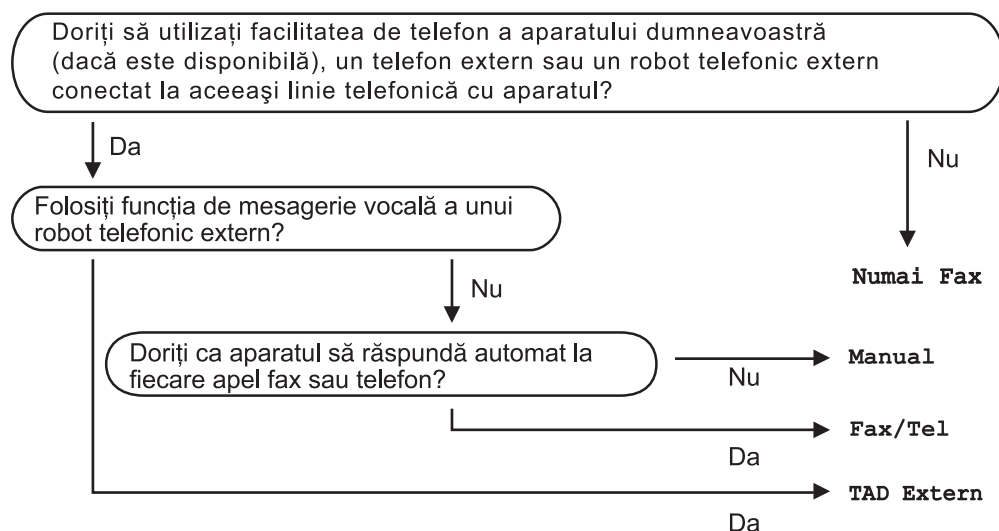 Doriți să utilizați facilitatea de telefon a aparatului dumneavoastră
(dacă este disponibilă), un telefon extern sau un robot telefonic extern
conectat la aceeaşi linie telefonică cu aparatul?
Da
Nu
Folosiți funcția de mesagerie vocală a unui
robot telefonic extern?
Numai Fax
Nu
Doriți ca aparatul să răspundă automat la
fiecare apel fax sau telefon?
Manual
Nu
Fax/Tel
Da
TAD Extern
Da